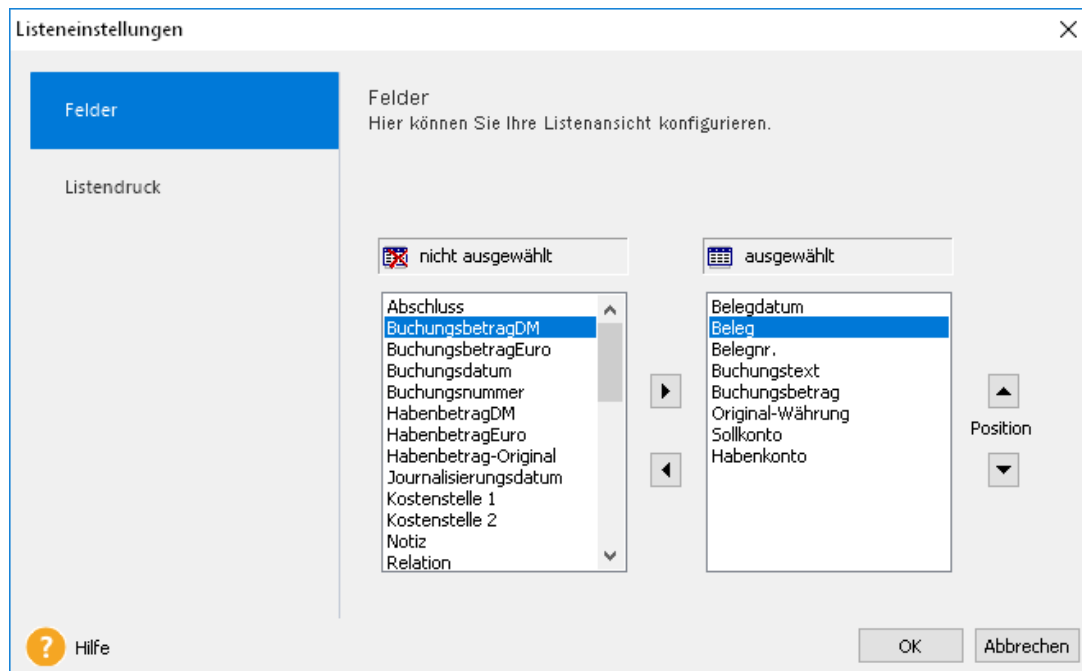 Listeneinstellungen
Felder
Listendruck
Felder
Hier können Sie Ihre Listenansicht konfigurieren.
nicht ausgewählt
Abschluss
BuchungsbetragDM
BuchungsbetragEuro
Buchungsdatum
Buchungsnummer
HabenbetragDM
HabenbetragEuro
Habenbetrag-Original
Journalisierungsdatum
Kostenstelle 1
Kostenstelle 2
Notiz
Relation
ausgewählt
Belegdatum
Beleg
Belegnr.
Buchungstext
Buchungsbetrag
Original-Währung
Sollkonto
Habenkonto
Position
? Hilfe
OK
Abbrechen